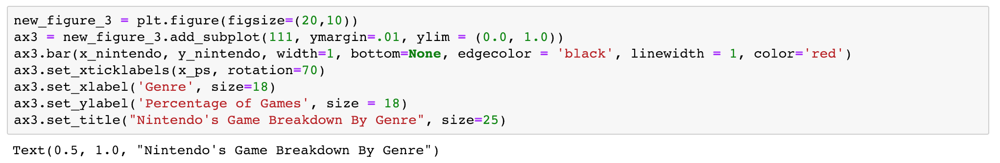 new_figure_3 = plt.figure(figsize=(20,10))
ax3 = new_figure_3.add_subplot(111, ymargin=.01, ylim = (0.0, 1.0))
ax3.bar(x_nintendo, y_nintendo, width=1, bottom=None, edgecolor = 'black', linewidth = 1, color='red')
ax3.set_xticklabels(x_ps, rotation=70)
ax3.set_xlabel('Genre', size=18)
ax3.set_ylabel('Percentage of Games', size = 18)
ax3.set_title("Nintendo's Game Breakdown By Genre", size=25)
Text(0.5, 1.0, "Nintendo's Game Breakdown By Genre")